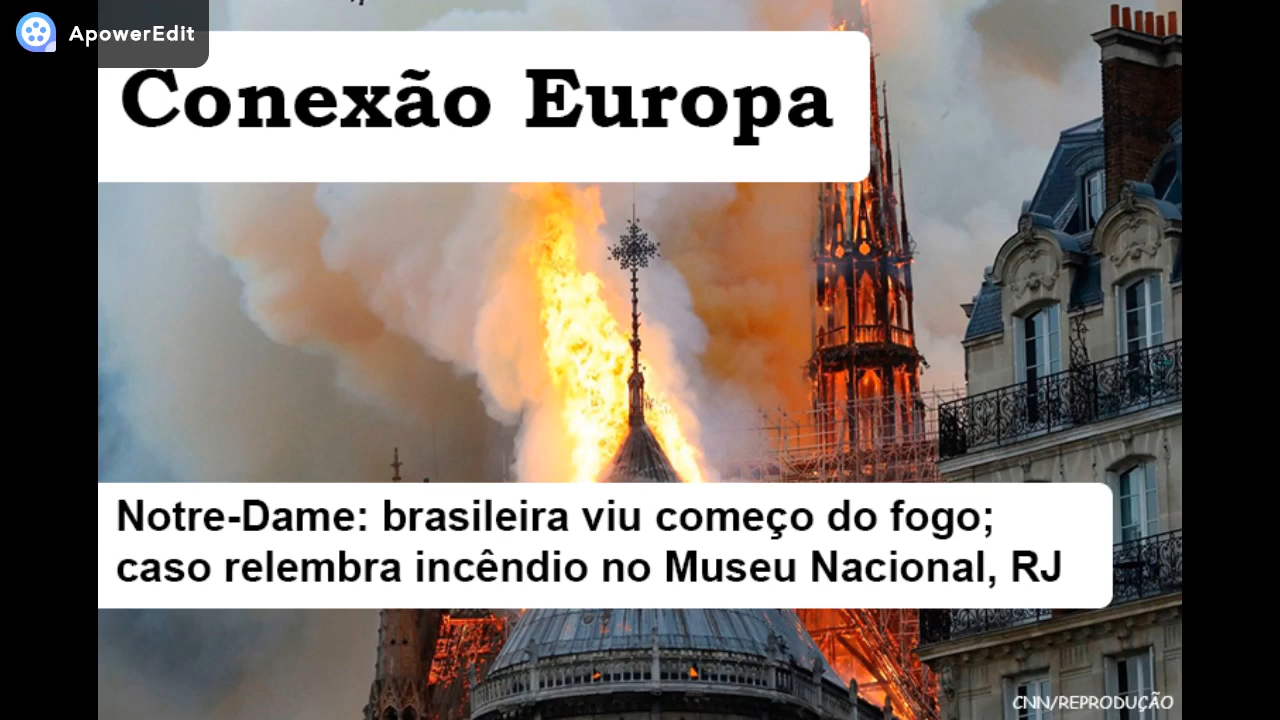 ApowerEdit
Conexão Europa
Notre-Dame: brasileira viu começo do fogo;
caso relembra incêndio no Museu Nacional, RJ
CNN/REPRODUÇÃO